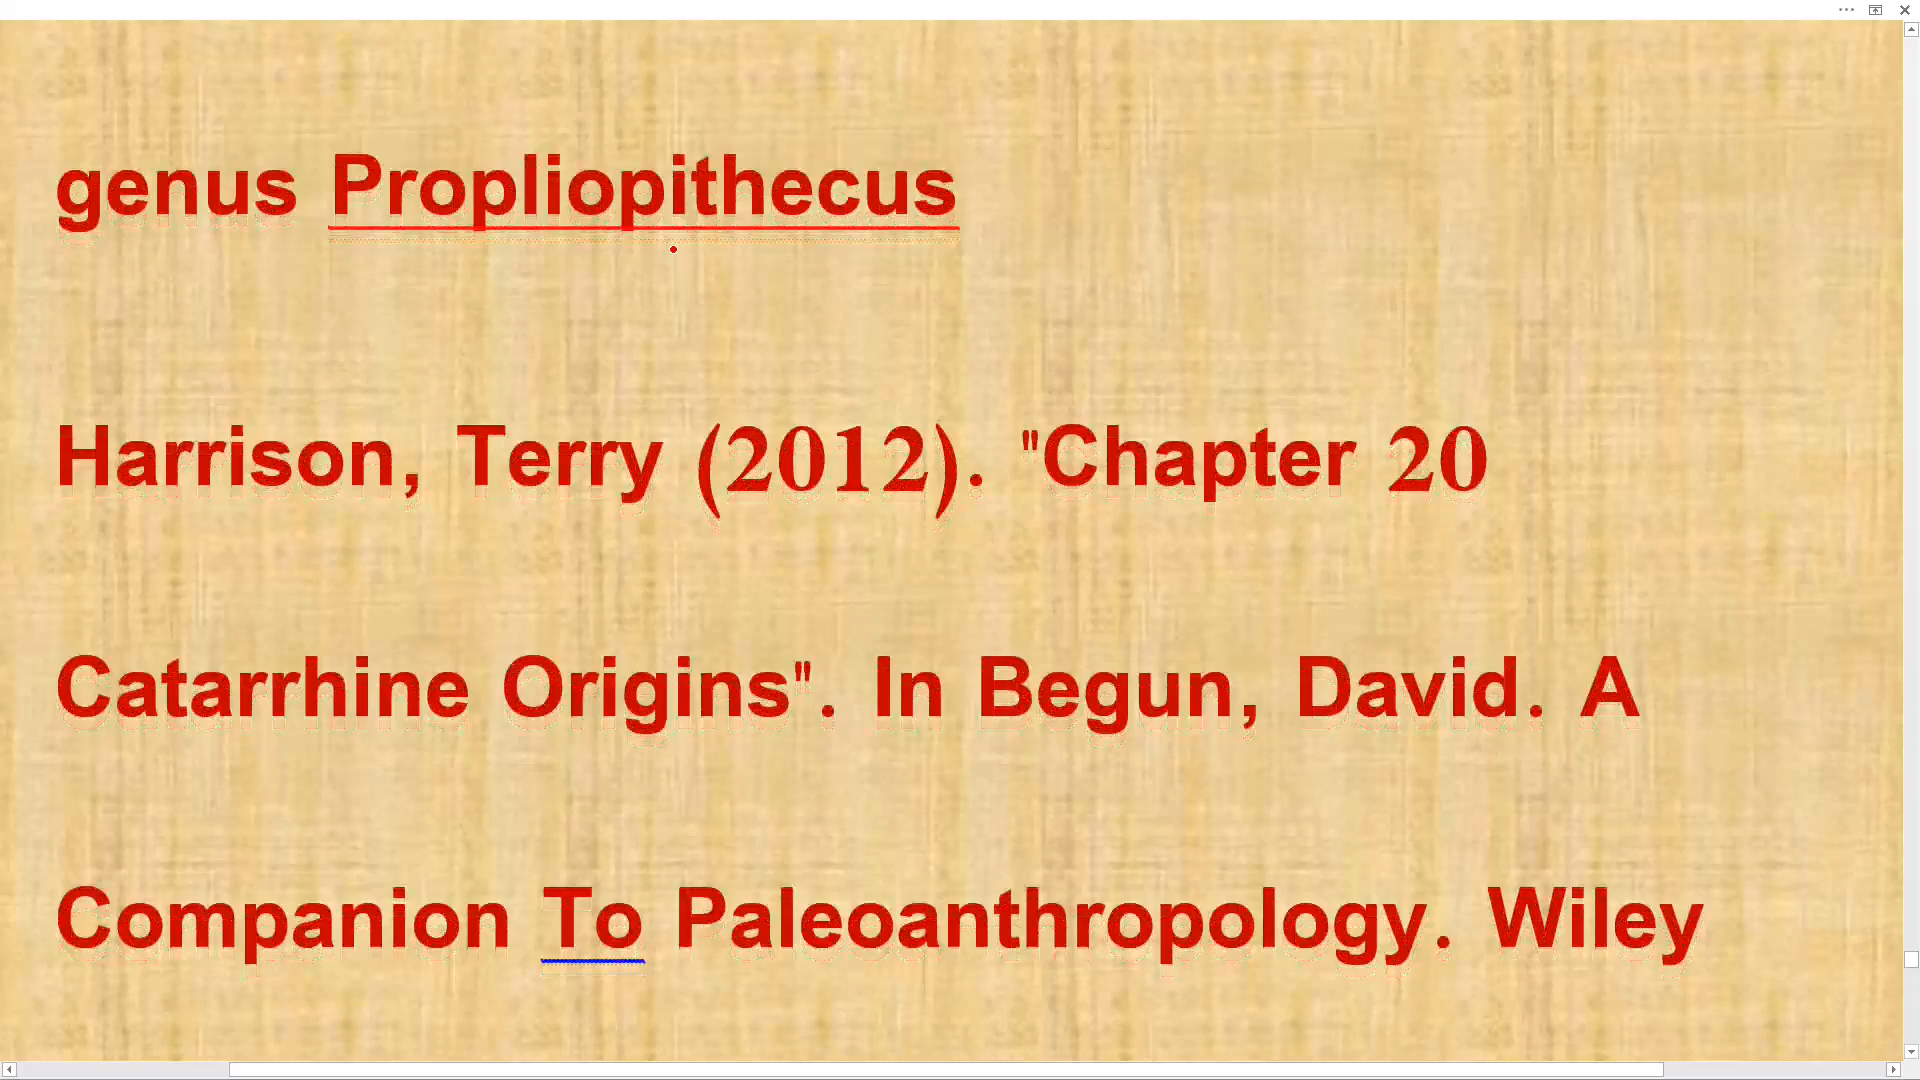 genus Propliopithecus
Harrison, Terry (2012). "Chapter 20
Catarrhine Origins". In Begun, David. A
Companion To Paleoanthropology. Wiley